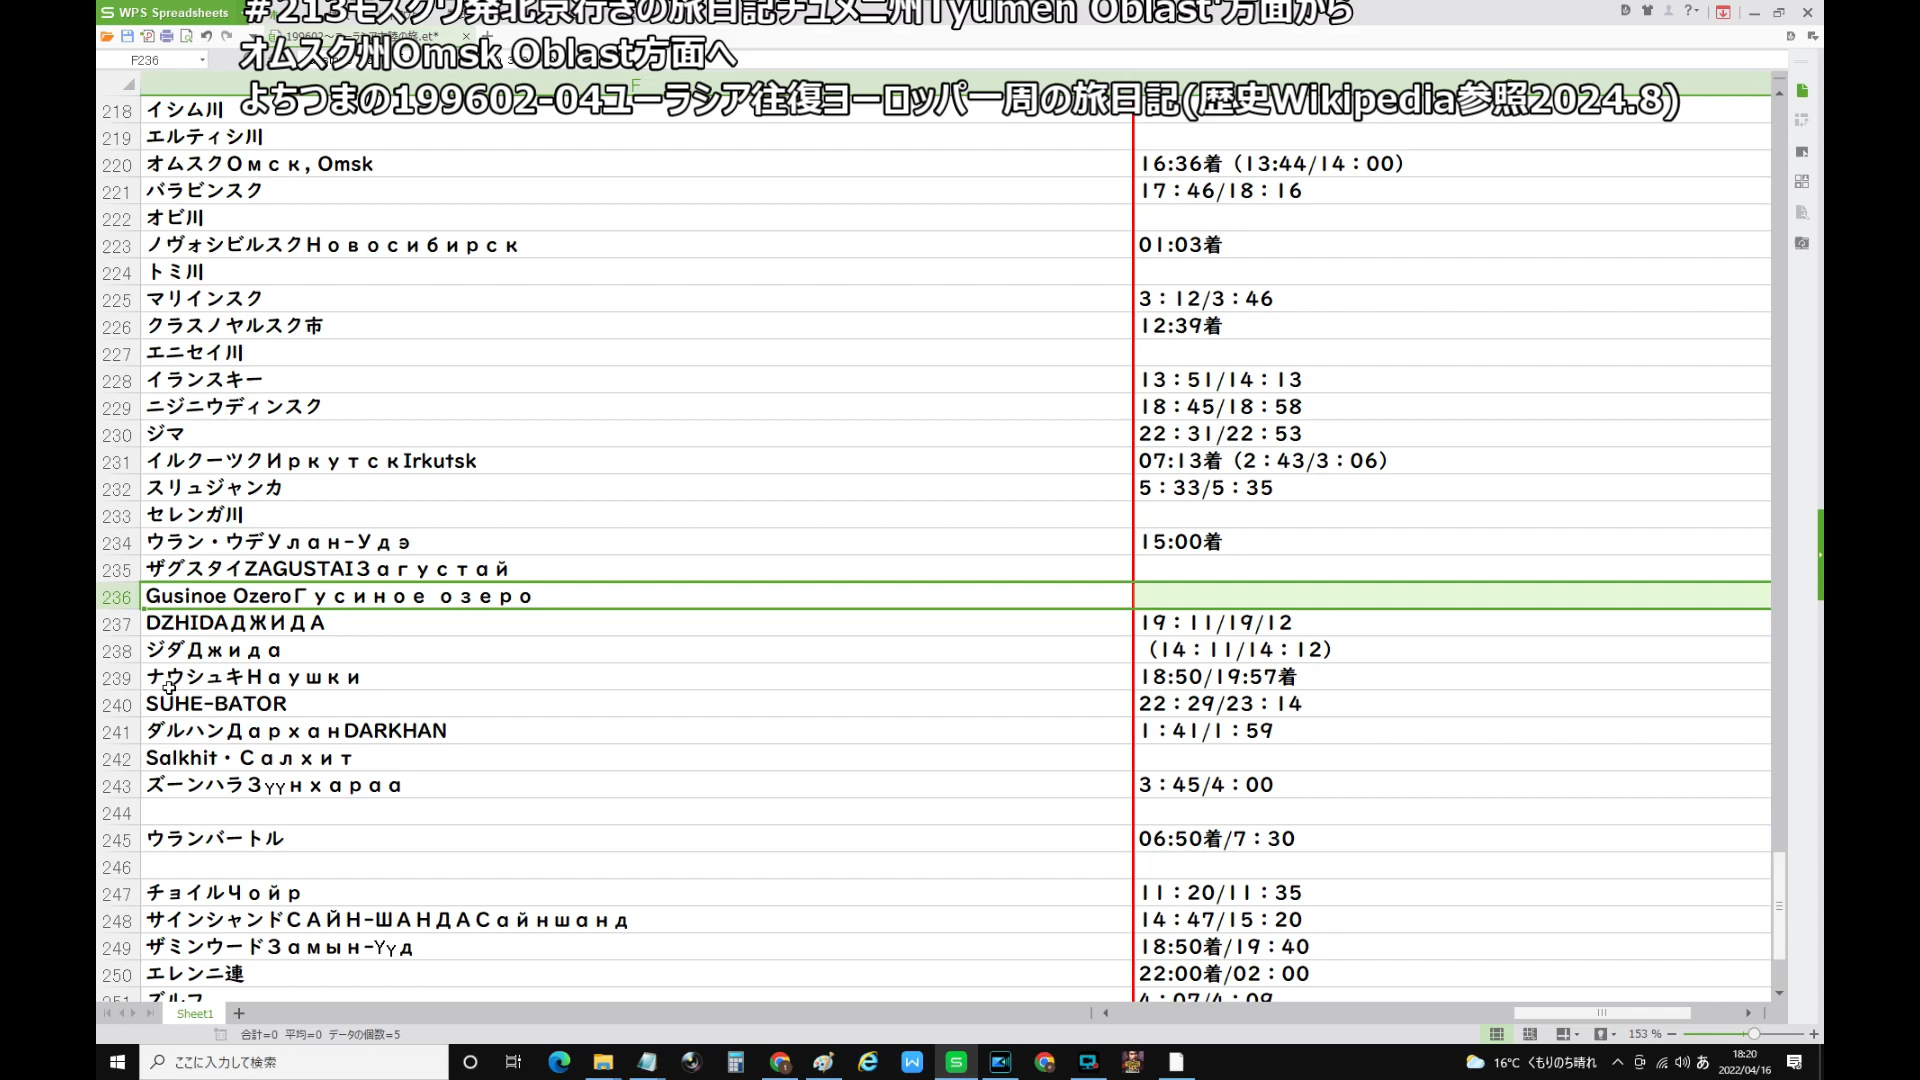 #213モスクワ発北京行きの旅日記チュメニ州Tyumen Oblast'方面から
オムスク州Omsk Oblast方面へ
よちつまの199602-04ユーラシア往復ヨーロッパ一周の旅日記(歴史Wikipedia参照2024.8)
WPS Spreadsheets
F236
F
218 イシム川
219 エルティシ川
220 オムスクОмск, Omsk 16:36着（13:44/14：00）
221 バラビンスク 17：46/18：16
222 オビ川
223 ノヴォシビルスクНовосибирск 01:03着
224 トミ川
225 マリインスク 3：12/3：46
226 クラスノヤルスク市 12:39着
227 エニセイ川
228 イランスキー 13：51/14：13
229 ニジニウディンスク 18：45/18：58
230 ジマ 22：31/22：53
231 イルクーツクИркутскIrkutsk 07:13着（2：43/3：06）
232 スリュジャンカ 5：33/5：35
233 セレンガ川
234 ウラン・ウデУлан-Удэ 15:00着
235 ザグスタイZAGUSTAIЗагустай
236 Gusinoe OzeroГусиное озеро
237 DZHIDAДЖИДА 19：11/19/12
238 ジダДжида （14：11/14：12）
239 ナウシュキНаушки 18:50/19:57着
240 SUHE-BATOR 22：29/23：14
241 ダルハンДарханDARKHAN 1：41/1：59
242 Salkhit・Салхит
243 ズーンハラЗүүнхараа 3：45/4：00
244
245 ウランバートル 06:50着/7：30
246
247 チョイルЧойр 11：20/11：35
248 サインシャンドСАЙН-ШАНДАСайншанд 14：47/15：20
249 ザミンウードЗамын-Үүд 18:50着/19：40
250 エレンニ連 22:00着/02：00
251 ズルフ 4：07/4：09
Sheet1
合計=0 平均=0 データの個数=5
153 %
ここに入力して検索
16°C くもりのち晴れ
あ
18:20
2022/04/16